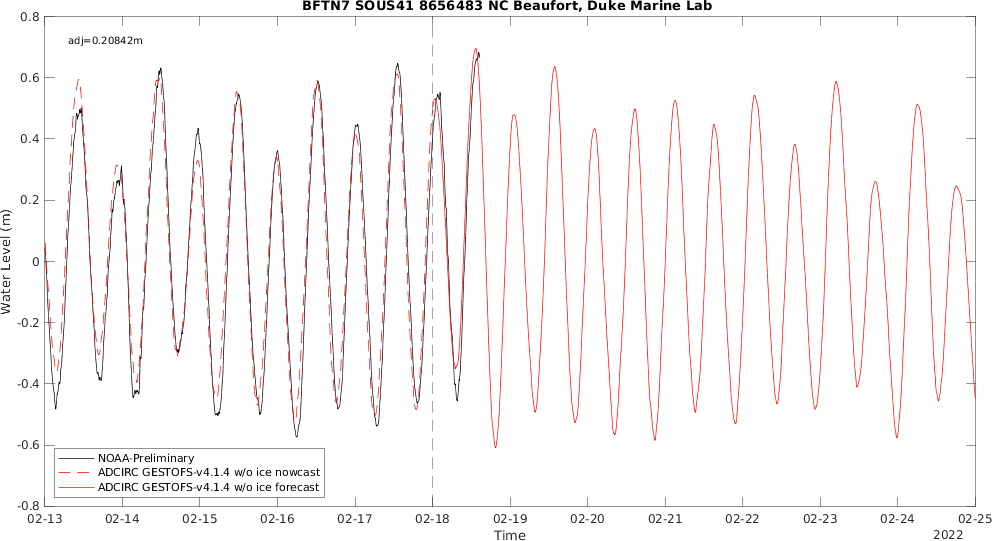 BFTN7 SOUS41 8656483 NC Beaufort, Duke Marine Lab
adj=0.20842m
0.8
0.6
0.4
0.2
0
-0.2
-0.4
-0.6
-0.8
Water Level (m)
NOAA-Preliminary
ADCIRC GESTOFS-v4.1.4 w/o ice nowcast
ADCIRC GESTOFS-v4.1.4 w/o ice forecast
02-13 02-14 02-15 02-16 02-17 02-18 02-19 02-20 02-21 02-22 02-23 02-24 02-25
Time
2022